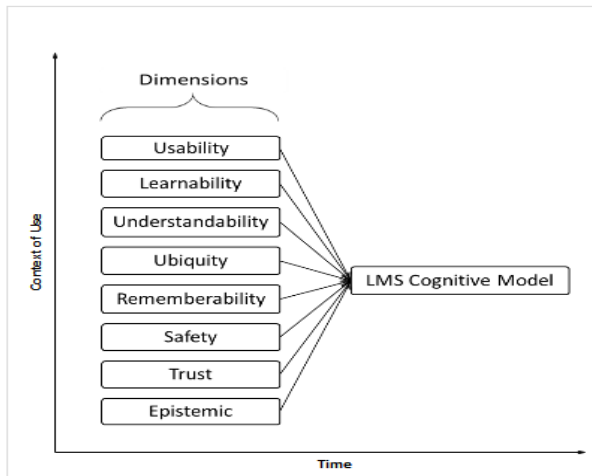 Dimensions
Usability
Learnability
Understandability
Ubiquity
Rememberability
Safety
Trust
Epistemic
LMS Cognitive Model
Context of Use
Time